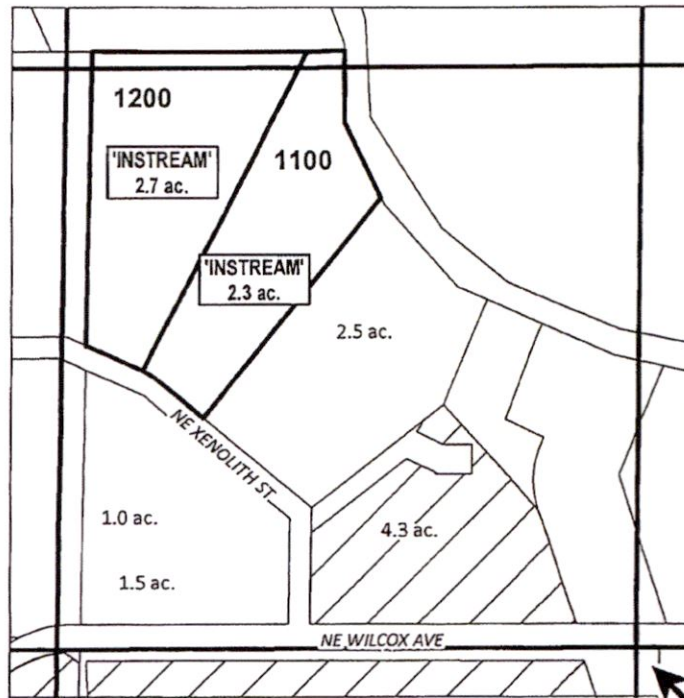 1200
'INSTREAM'
2.7 ac.
1100
'INSTREAM'
2.3 ac.
2.5 ac.
NE XENOLITH ST.
1.0 ac.
4.3 ac.
1.5 ac.
NE WILCOX AVE